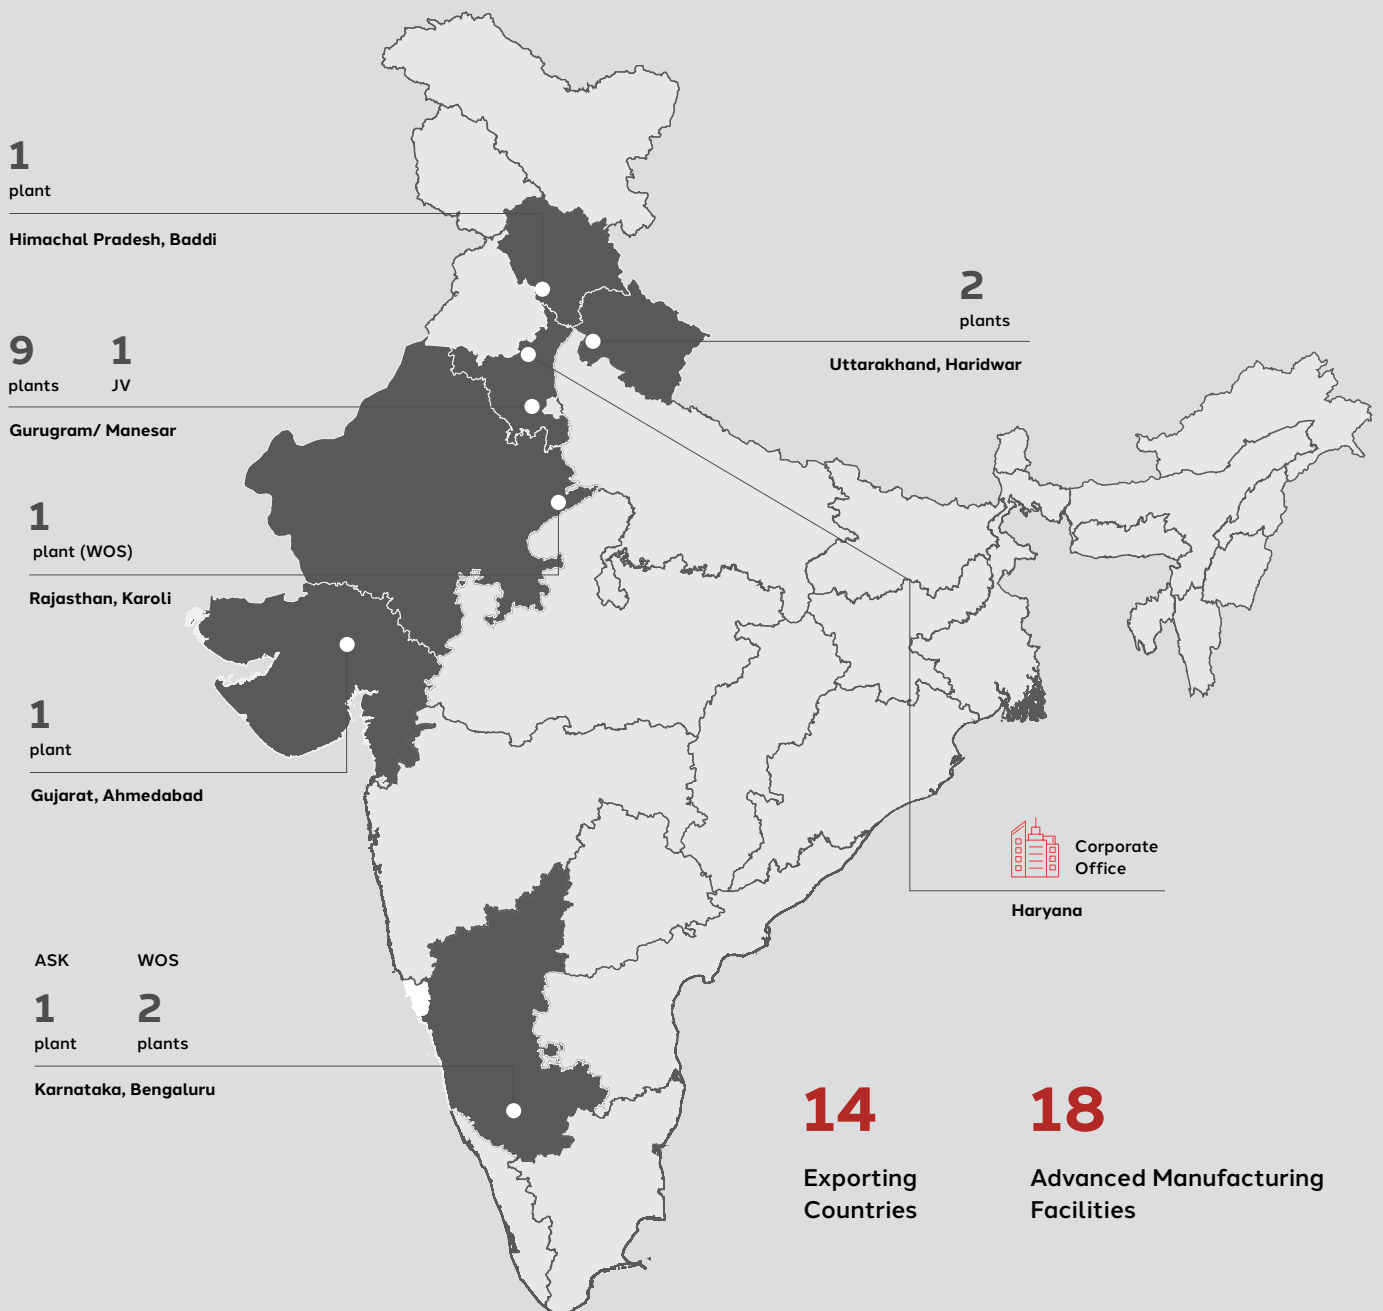 1
plant
Himachal Pradesh, Baddi
2
plants
Uttarakhand, Haridwar
9 1
plants JV
Gurugram/ Manesar
1
plant (WOS)
Rajasthan, Karoli
1
plant
Gujarat, Ahmedabad
Corporate
Office
Haryana
ASK WOS
1 2
plant plants
Karnataka, Bengaluru
14
Exporting
Countries
18
Advanced Manufacturing
Facilities